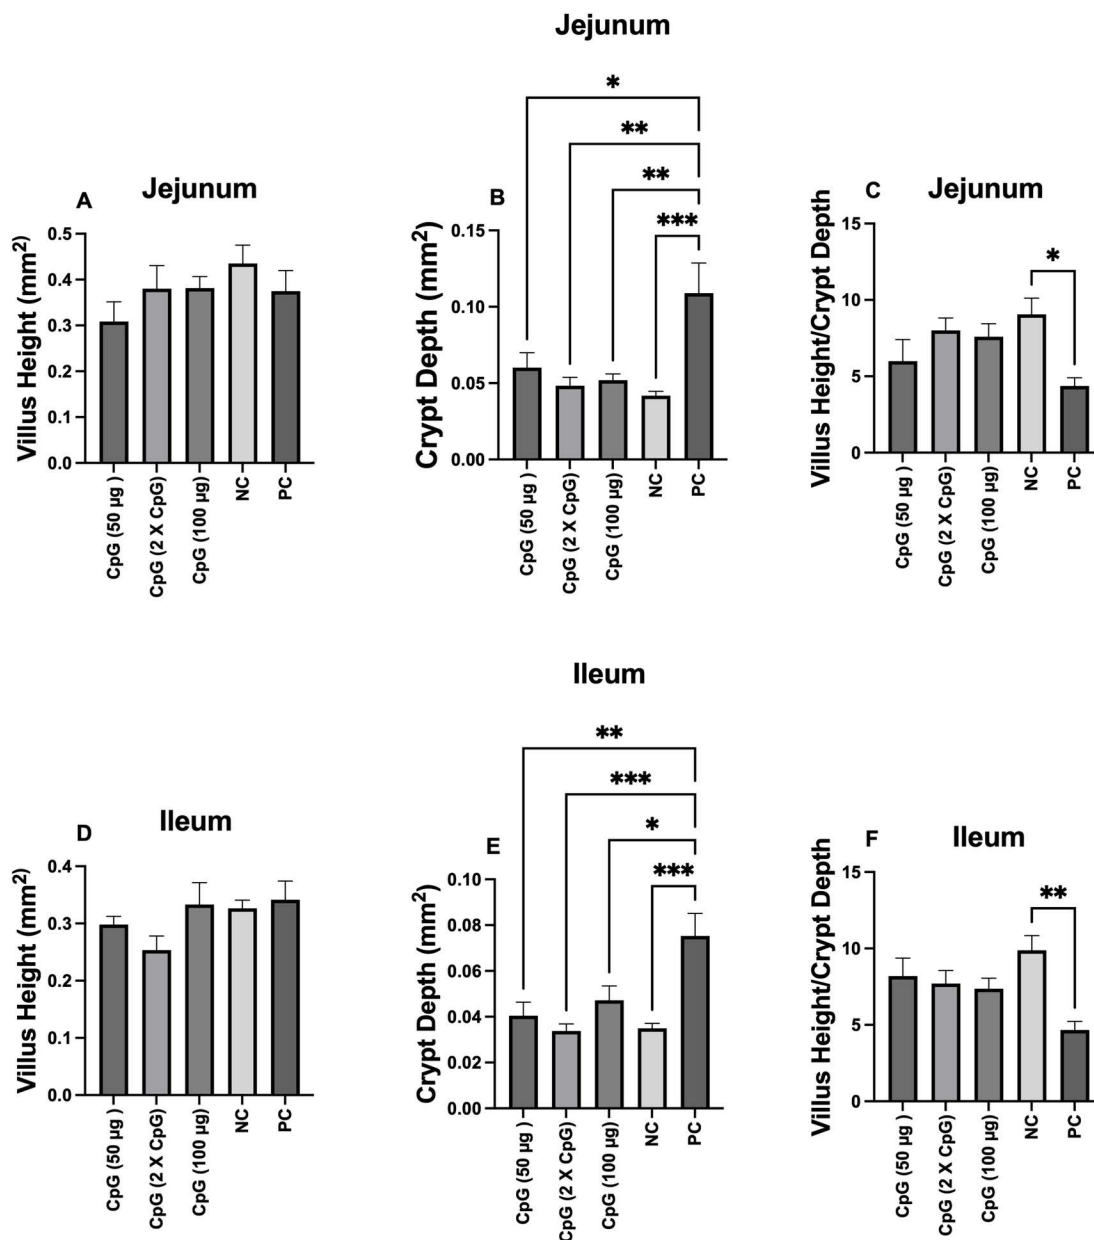 A
Jejunum
Villus Height (mm²)
0.5
0.4
0.3
0.2
0.1
0.0
CpG (50 µg )
CpG (2 X CpG)
CpG (100 µg)
NC
PC
Jejunum
*
**
**
***
B
Crypt Depth (mm²)
0.15
0.10
0.05
0.00
CpG (50 µg )
CpG (2 X CpG)
CpG (100 µg)
NC
PC
C
Jejunum
Villus Height/Crypt Depth
15
10
5
0
*
CpG (50 µg )
CpG (2 X CpG)
CpG (100 µg)
NC
PC
D
Ileum
Villus Height (mm²)
0.4
0.3
0.2
0.1
0.0
CpG (50 µg )
CpG (2 X CpG)
CpG (100 µg)
NC
PC
Ileum
**
***
*
***
E
Crypt Depth (mm²)
0.10
0.08
0.06
0.04
0.02
0.00
CpG (50 µg )
CpG (2 X CpG)
CpG (100 µg)
NC
PC
F
Ileum
Villus Height/Crypt Depth
15
10
5
0
**
CpG (50 µg )
CpG (2 X CpG)
CpG (100 µg)
NC
PC